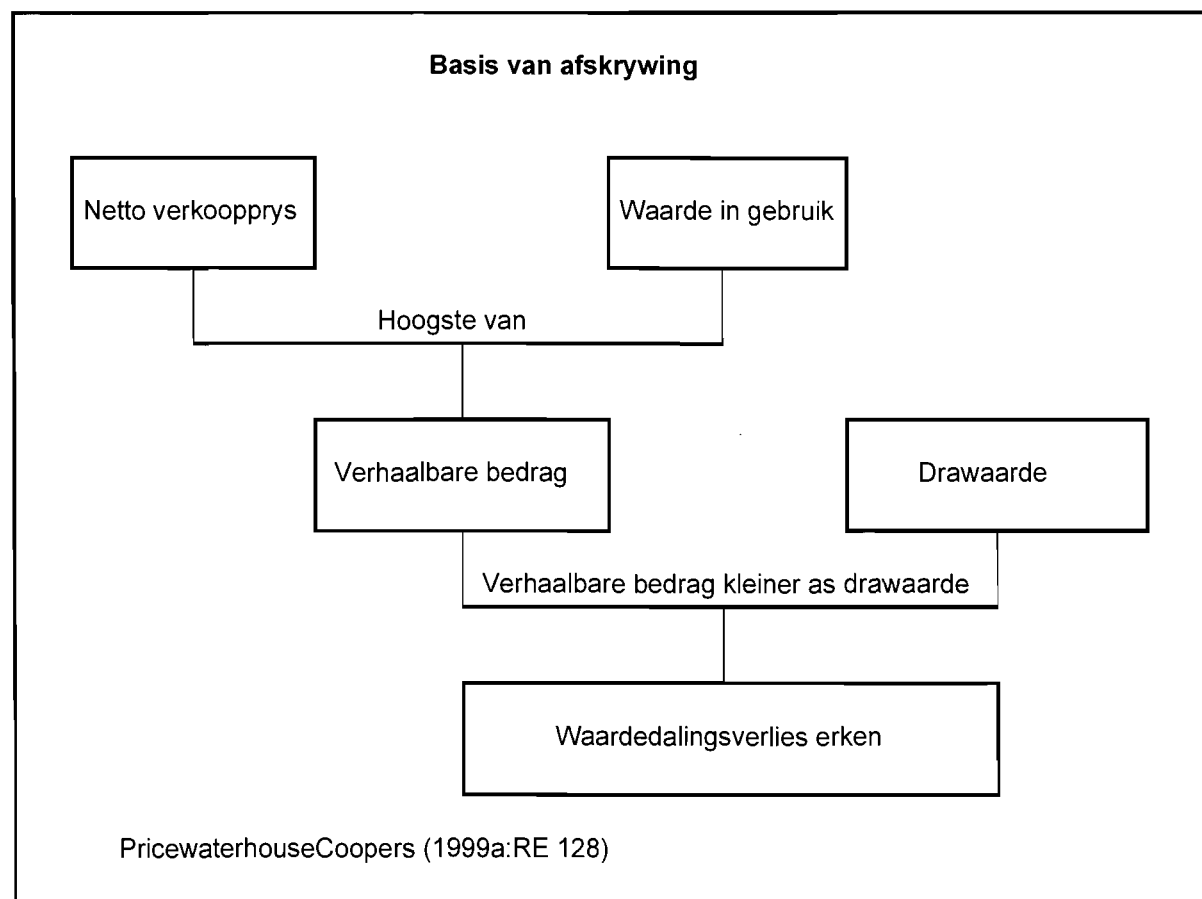 Basis van afskrywing
Netto verkoopprys
Waarde in gebruik
Hoogste van
Verhaalbare bedrag
Drawaarde
Verhaalbare bedrag kleiner as drawaarde
Waardedalingsverlies erken
PricewaterhouseCoopers (1999a:RE 128)